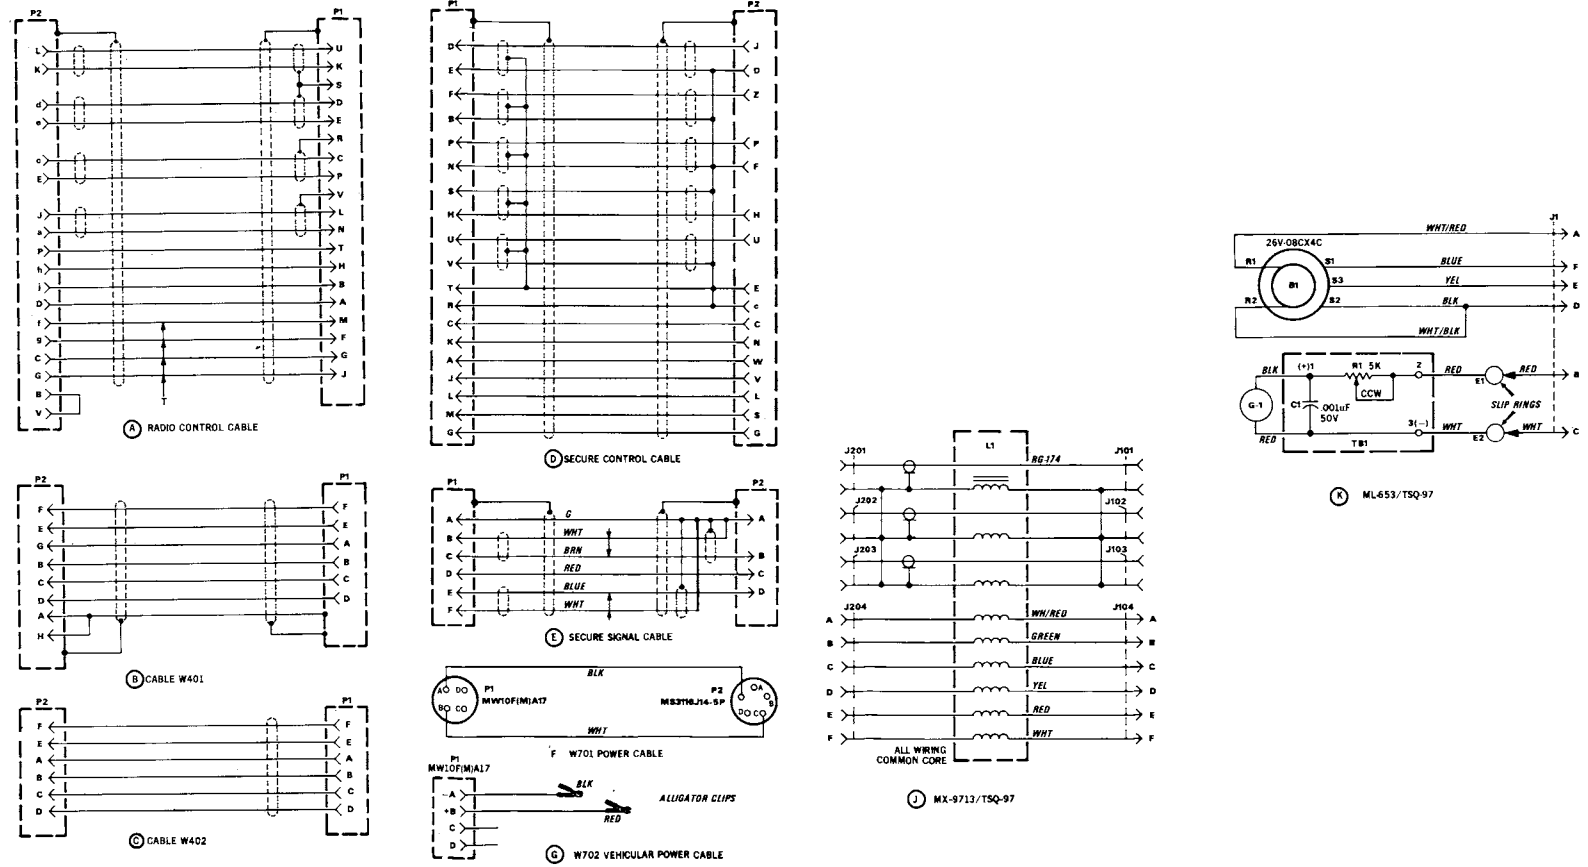 P2 P1
L U
K K
S
d D
e E
R
c C
E P
V
J L
a N
P T
h H
j B
D A
f M
g F
C G
G J
B
V
T
A RADIO CONTROL CABLE
P2 P1
F F
E E
G A
B B
C C
D D
A
H
B CABLE W401
P2 P1
F F
E E
A A
B B
C C
D D
C CABLE W402
P1 P2
D J
E D
F Z
B
P P
N F
S
H H
U U
V
T E
R c
C C
K N
A W
J V
L L
M S
G G
D SECURE CONTROL CABLE
P1 P2
A G A
B WHT
C BRN B
D RED C
E BLUE D
F WHT
E SECURE SIGNAL CABLE
BLK
A D P1
B C MW10F(M)A17
P2 A
MS3116J14-5P B
D C
WHT
F W701 POWER CABLE
P1
MW10F(M)A17
-A BLK
+B RED
C
D
ALLIGATOR CLIPS
G W702 VEHICULAR POWER CABLE
L1
J201 RG-174 J101
J202 J102
J203 J103
J204 J104
A WH/RED A
B GREEN B
C BLUE C
D YEL D
E RED E
F WHT F
ALL WIRING
COMMON CORE
J MX-9713/TSQ-97
J1
WHT/RED A
26V-08CX4C
R1 S1 BLUE F
B1 S3 YEL E
R2 S2 BLK D
WHT/BLK
BLK (+)1 R1 5K 2 RED E1 RED B
CCW
G-1 C1 .001uF
50V
SLIP RINGS
RED 3(-) WHT E2 WHT C
TB1
K ML-653/TSQ-97